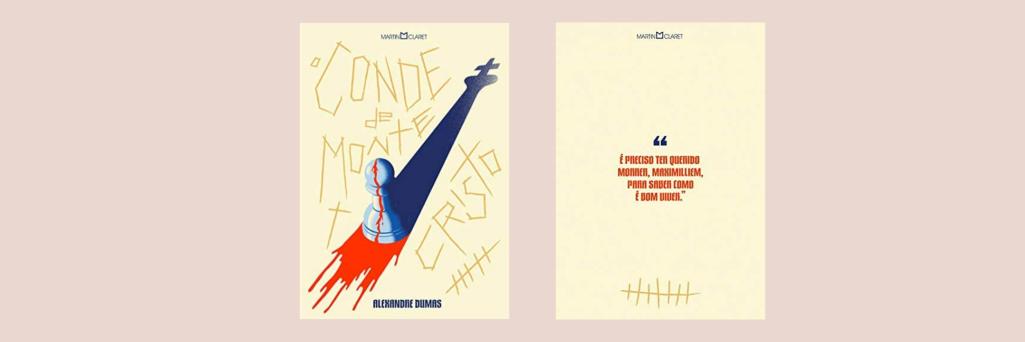 MARTIN CLARET
O CONDE
de
MONTE
CRISTO
ALEXANDRE DUMAS
MARTIN CLARET
“
É PRECISO TER QUERIDO
MORRER, MAXIMILLIEM,
PARA SABER COMO
É BOM VIVER.”